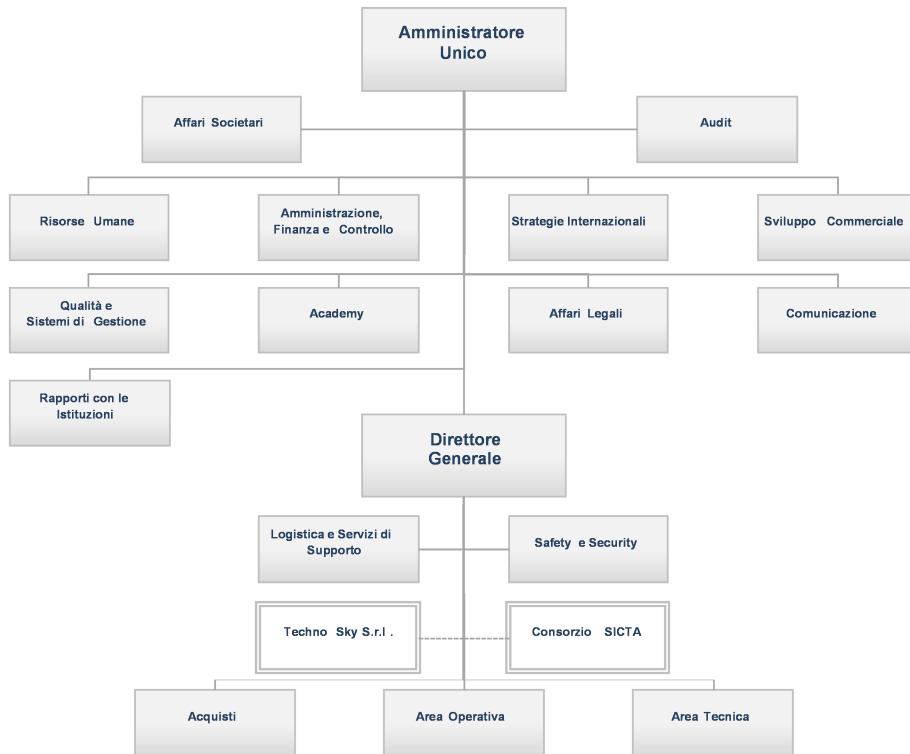 Amministratore
Unico
Affari Societari
Audit
Risorse Umane
Amministrazione,
Finanza e Controllo
Strategie Internazionali
Sviluppo Commerciale
Qualità e
Sistemi di Gestione
Academy
Affari Legali
Comunicazione
Rapporti con le
Istituzioni
Direttore
Generale
Logistica e Servizi di
Supporto
Safety e Security
Techno Sky S.r.l .
Consorzio SICTA
Acquisti
Area Operativa
Area Tecnica